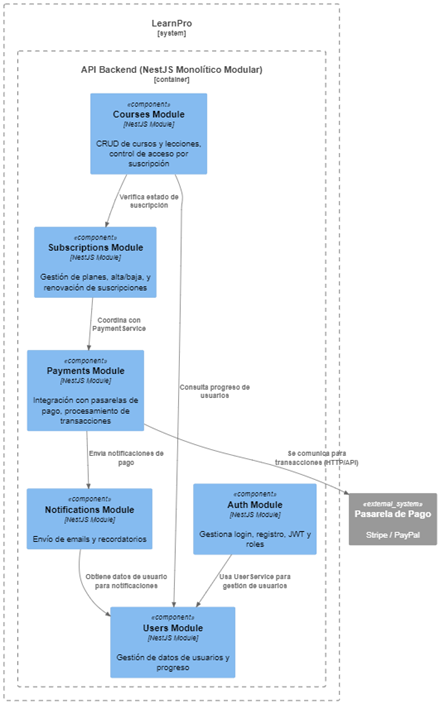 LearnPro
[system]
API Backend (NestJS Monolítico Modular)
[container]
«component»
Courses Module
[NestJS Module]
CRUD de cursos y lecciones,
control de acceso por
suscripción
Verifica estado de
suscripción
«component»
Subscriptions Module
[NestJS Module]
Gestión de planes, alta/baja, y
renovación de suscripciones
Coordina con
PaymentService
«component»
Payments Module
[NestJS Module]
Integración con pasarelas de
pago, procesamiento de
transacciones
Consulta progreso de
usuarios
Envía notificaciones de
pago
Se comunica para
transacciones (HTTP/API)
«component»
Notifications Module
[NestJS Module]
Envío de emails y recordatorios
«component»
Auth Module
[NestJS Module]
Gestiona login, registro, JWT y
roles
«external_system»
Pasarela de Pago
Stripe / PayPal
Obtiene datos de usuario
para notificaciones
Usa UserService para
gestión de usuarios
«component»
Users Module
[NestJS Module]
Gestión de datos de usuarios y
progreso